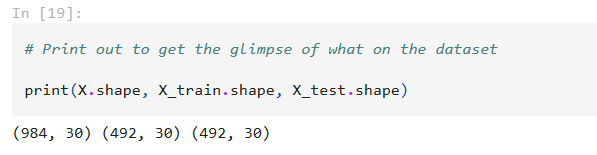 In [19]:
# Print out to get the glimpse of what on the dataset
print(X.shape, X_train.shape, X_test.shape)
(984, 30) (492, 30) (492, 30)